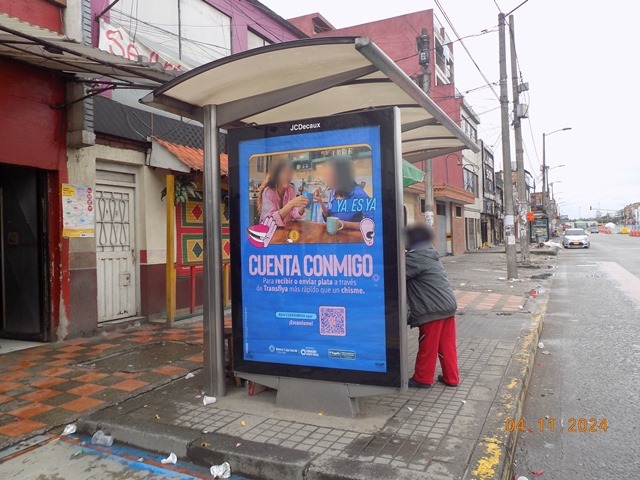 JCDecaux
YA, ES YA
CUENTA CONMIGO
Para recibir o enviar plata a través
de Transfiya más rápido que un chisme.
¡Escanéame!
04.11.2024